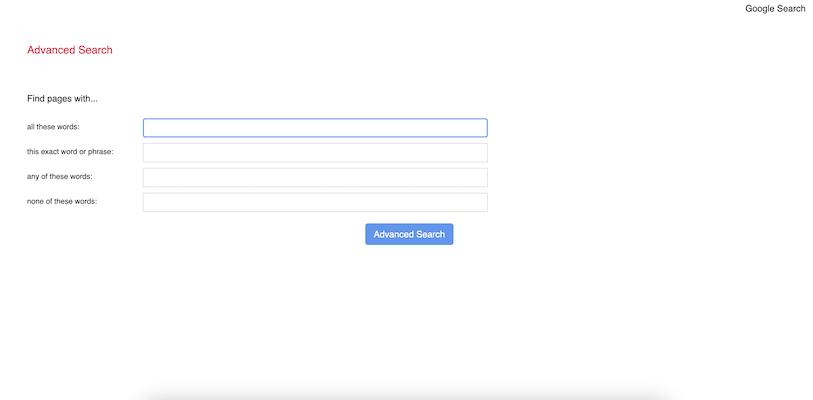 Google Search
Advanced Search
Find pages with...
all these words:
this exact word or phrase:
any of these words:
none of these words:
Advanced Search